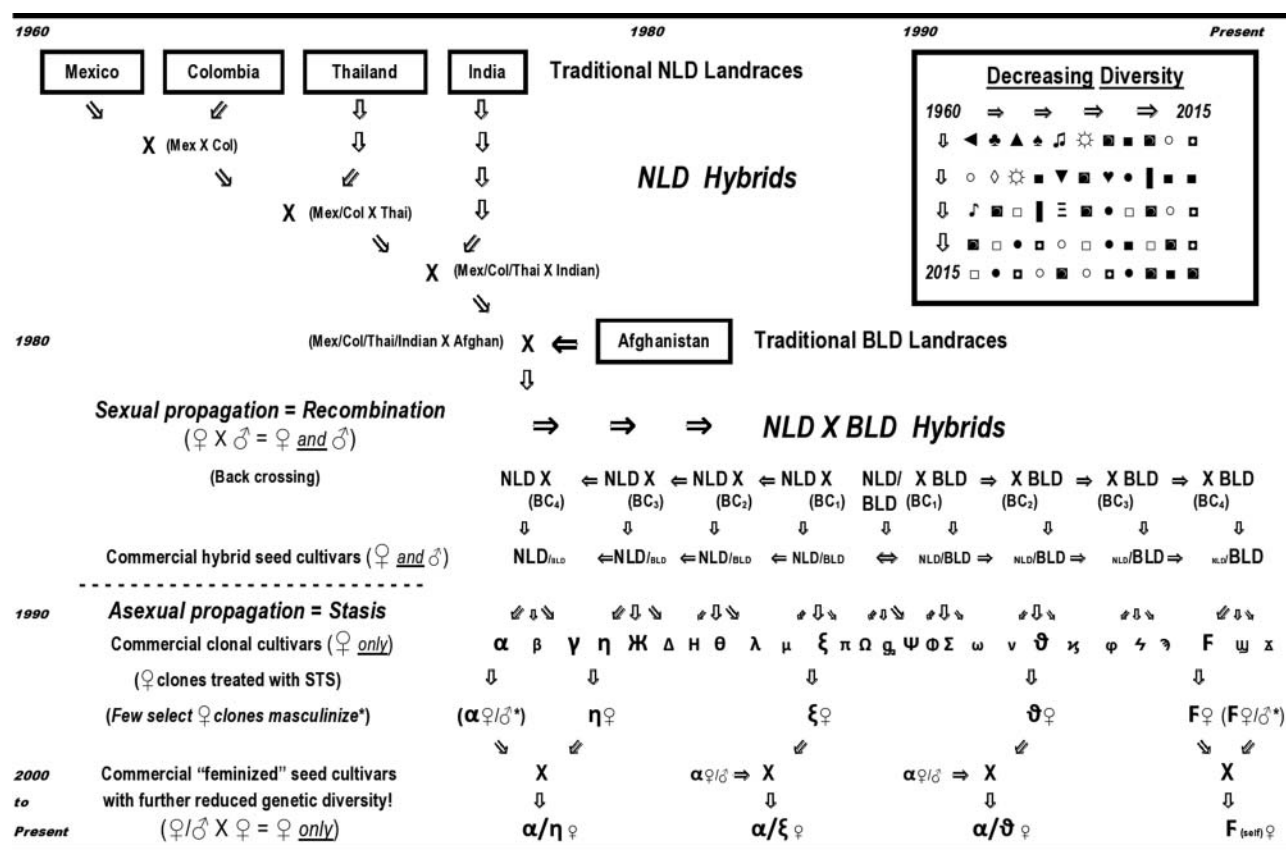 1960 1980 1990 Present
Mexico Colombia Thailand India Traditional NLD Landraces
Decreasing Diversity
1960 ⇒ ⇒ ⇒ ⇒ 2015
X (Mex X Col)
NLD Hybrids
X (Mex/Col X Thai)
X (Mex/Col/Thai X Indian)
2015
1980 (Mex/Col/Thai/Indian X Afghan) X ⇐ Afghanistan Traditional BLD Landraces
Sexual propagation = Recombination
(♀ X ♂ = ♀ and ♂)
⇒ ⇒ ⇒ NLD X BLD Hybrids
(Back crossing) NLD X ⇐ NLD X ⇐ NLD X ⇐ NLD X NLD/ X BLD ⇒ X BLD ⇒ X BLD ⇒ X BLD
(BC₄) (BC₃) (BC₂) (BC₁) BLD (BC₁) (BC₂) (BC₃) (BC₄)
Commercial hybrid seed cultivars (♀ and ♂) NLD/BLD ⇐NLD/BLD ⇐NLD/BLD ⇐ NLD/BLD ⇔ NLD/BLD ⇒ NLD/BLD ⇒ NLD/BLD ⇒ NLD/BLD
1990 Asexual propagation = Stasis
Commercial clonal cultivars (♀ only) α β γ η Ж Δ Η θ λ μ ξ π Ω Ψ Φ Σ ω ν ϑ ϗ φ ϟ ϡ F ϣ
(♀ clones treated with STS)
(Few select ♀ clones masculinize*) (α♀/♂*) η♀ ξ♀ ϑ♀ F♀ (F♀/♂*)
2000 Commercial “feminized” seed cultivars X α♀/♂ ⇒ X α♀/♂ ⇒ X X
to with further reduced genetic diversity!
Present (♀/♂ X ♀ = ♀ only) α/η ♀ α/ξ ♀ α/ϑ ♀ F (self) ♀